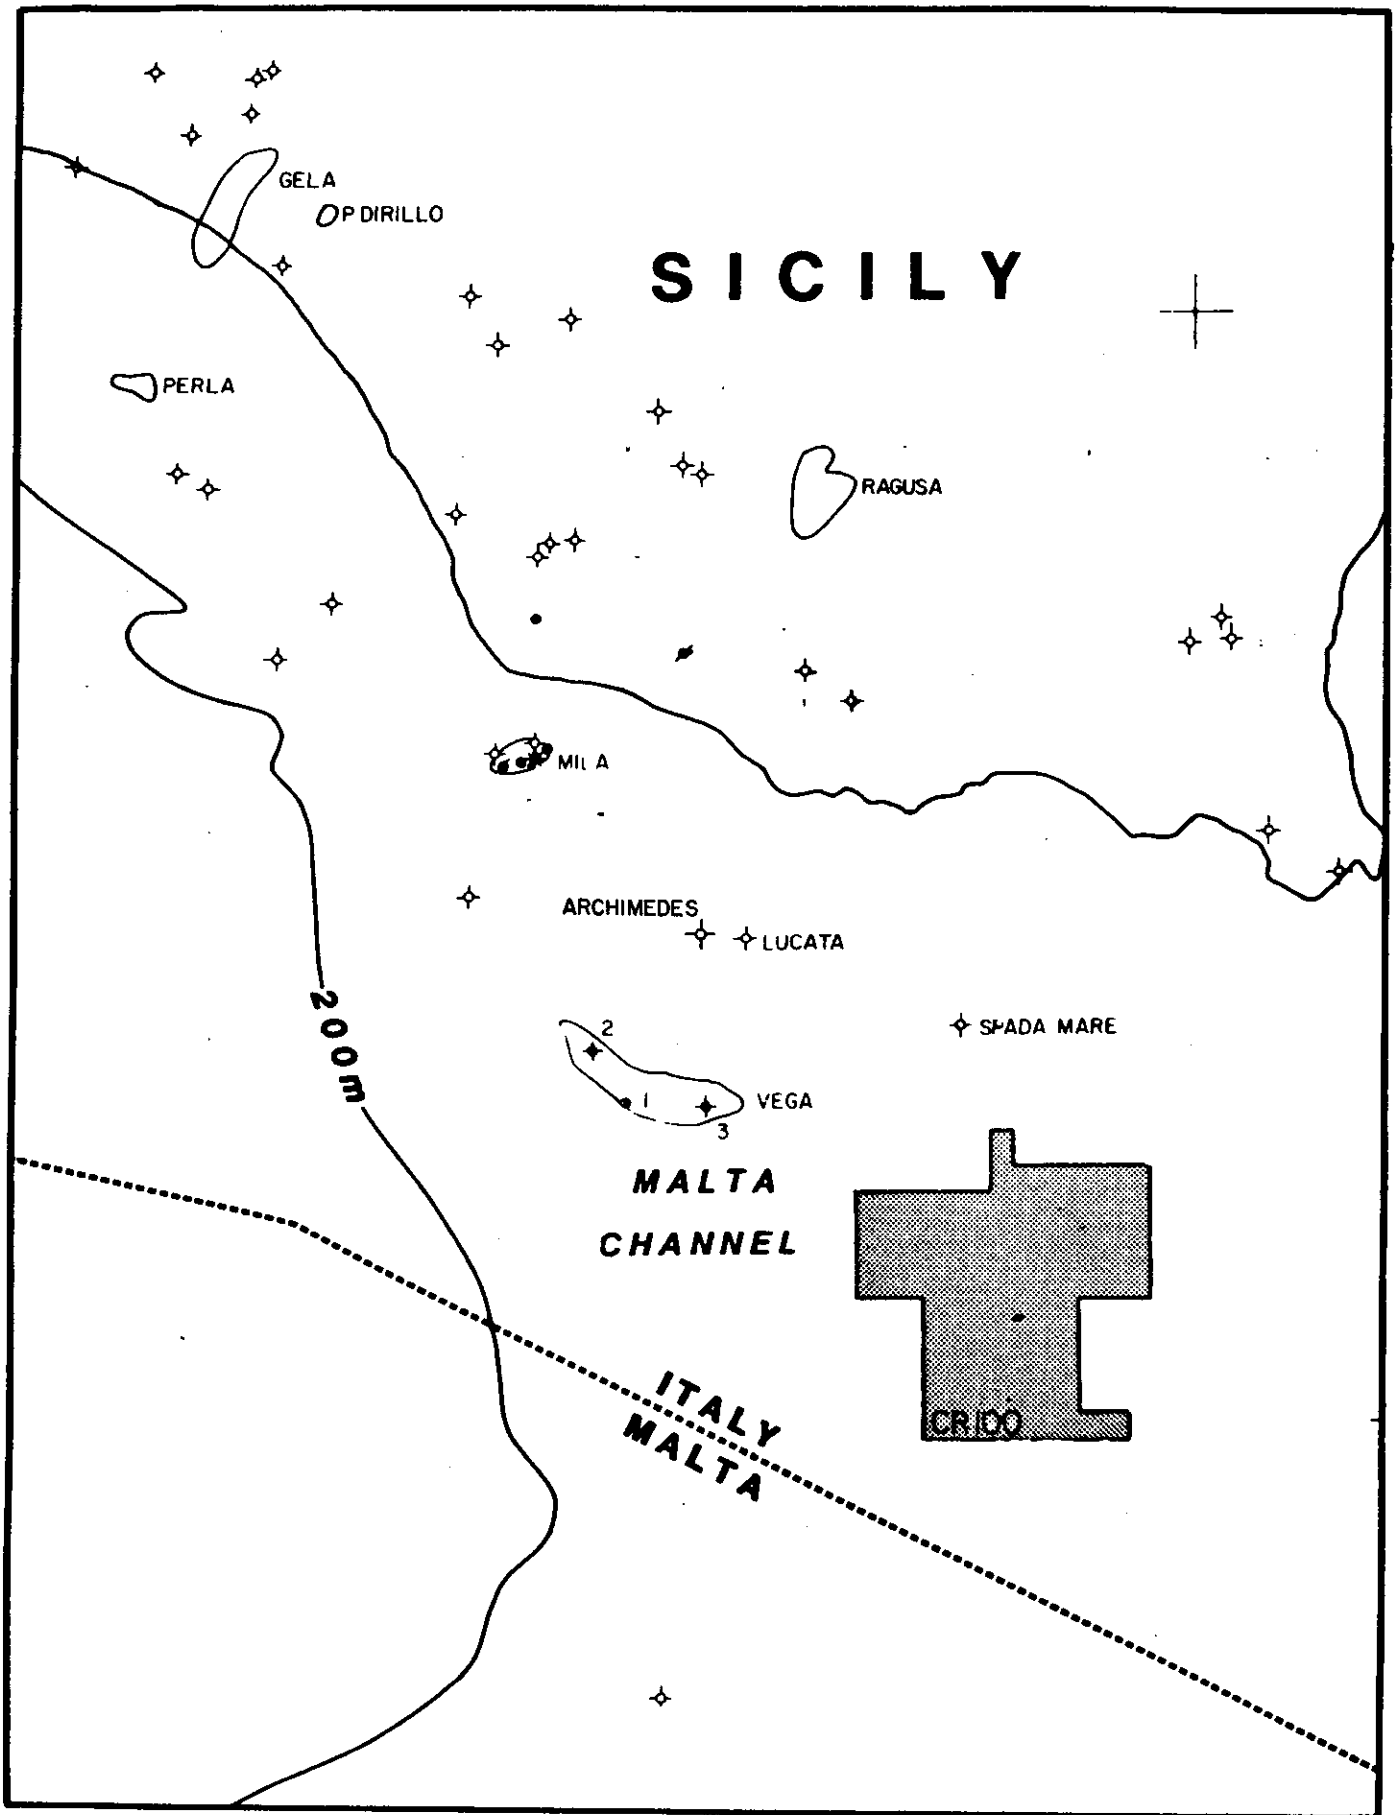 GELA
P DIRILLO
SICILY
PERLA
RAGUSA
MILA
ARCHIMEDES
LUCATA
200m
SPADA MARE
2
1
VEGA
3
MALTA
CHANNEL
ITALY
MALTA